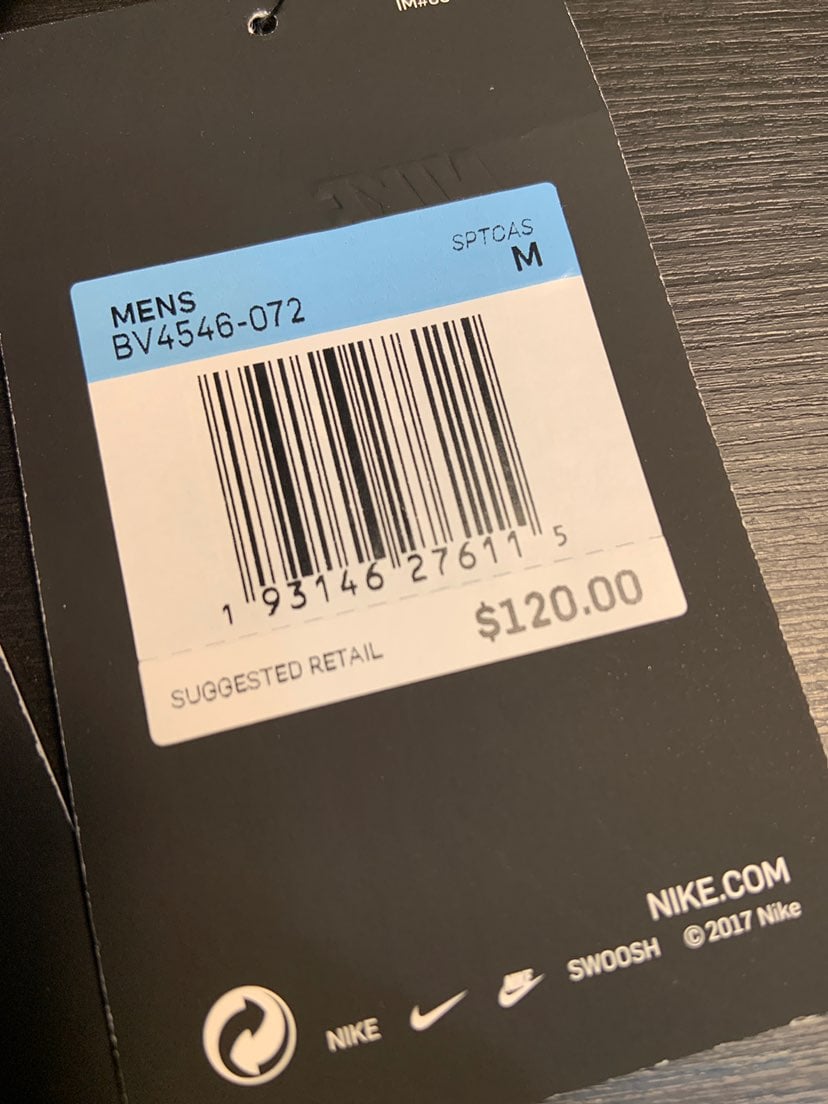 SPTCAS
M
MENS
BV4546-072
1 93146 27611 5
SUGGESTED RETAIL $120.00
NIKE.COM
NIKE SWOOSH ©2017 Nike